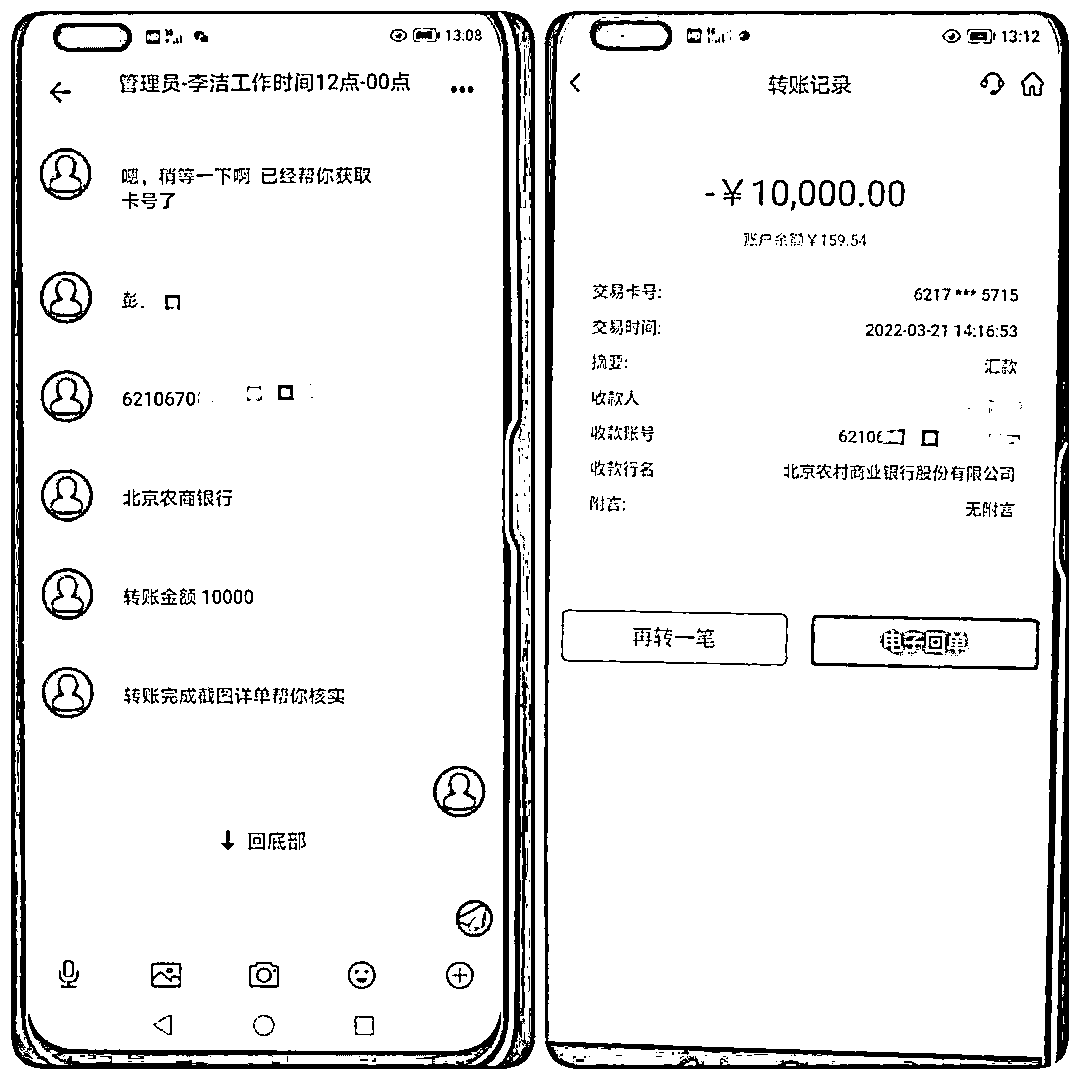 13:08
管理员-李洁工作时间12点-00点
嗯，稍等一下啊 已经帮你获取
卡号了
彭.
6210670
北京农商银行
转账金额 10000
转账完成截图详单帮你核实
回底部
13:12
转账记录
-¥10,000.00
账户余额¥159.54
交易卡号: 6217 *** 5715
交易时间: 2022-03-21 14:16:53
摘要: 汇款
收款人
收款账号 6210
收款行名 北京农村商业银行股份有限公司
附言: 无附言
再转一笔 电子回单